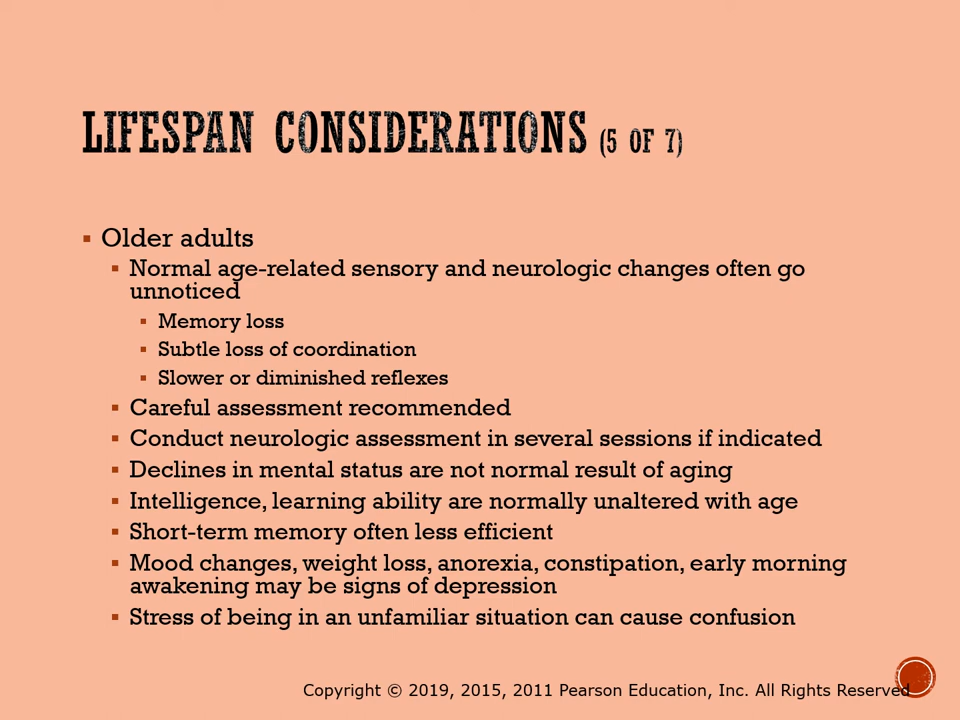 LIFESPAN CONSIDERATIONS (5 OF 7)
▪ Older adults
▪ Normal age-related sensory and neurologic changes often go
unnoticed
▪ Memory loss
▪ Subtle loss of coordination
▪ Slower or diminished reflexes
▪ Careful assessment recommended
▪ Conduct neurologic assessment in several sessions if indicated
▪ Declines in mental status are not normal result of aging
▪ Intelligence, learning ability are normally unaltered with age
▪ Short-term memory often less efficient
▪ Mood changes, weight loss, anorexia, constipation, early morning
awakening may be signs of depression
▪ Stress of being in an unfamiliar situation can cause confusion
Copyright © 2019, 2015, 2011 Pearson Education, Inc. All Rights Reserved